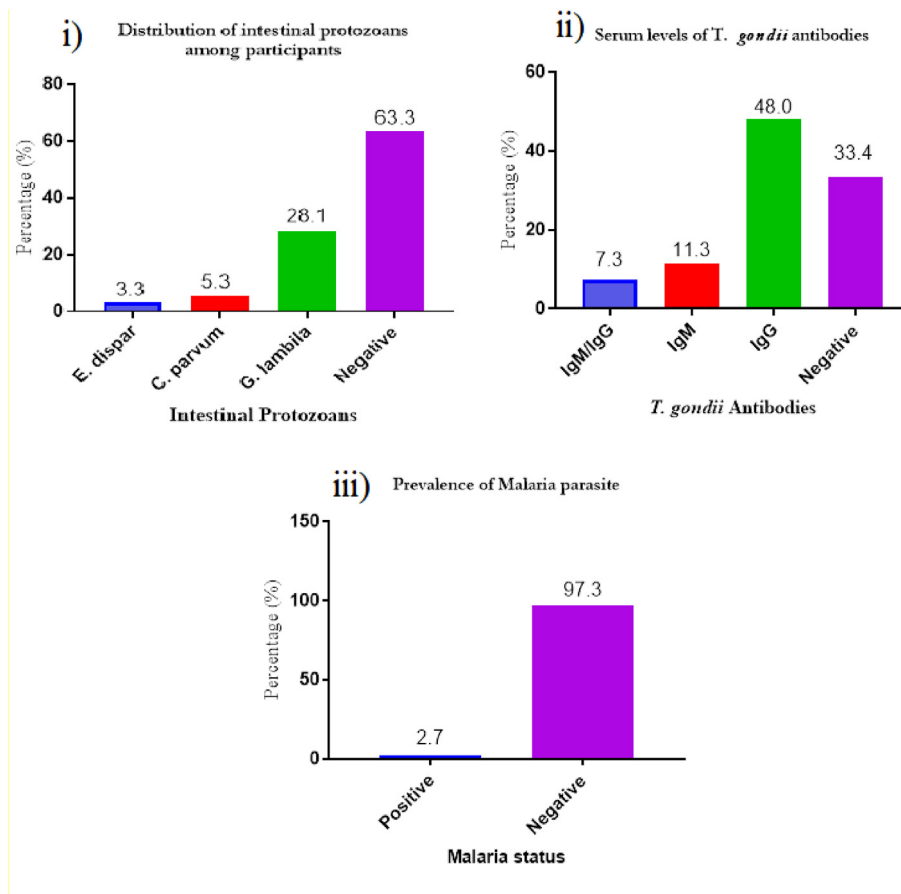 i) Distribution of intestinal protozoans
among participants
Percentage (%)
80
60
40
20
0
3.3
5.3
28.1
63.3
E. dispar
C. parvum
G. lambila
Negative
Intestinal Protozoans
ii) Serum levels of T. gondii antibodies
Percentage (%)
60
40
20
0
7.3
11.3
48.0
33.4
IgM/IgG
IgM
IgG
Negative
T. gondii Antibodies
iii) Prevalence of Malaria parasite
Percentage (%)
150
100
50
0
2.7
97.3
Positive
Negative
Malaria status